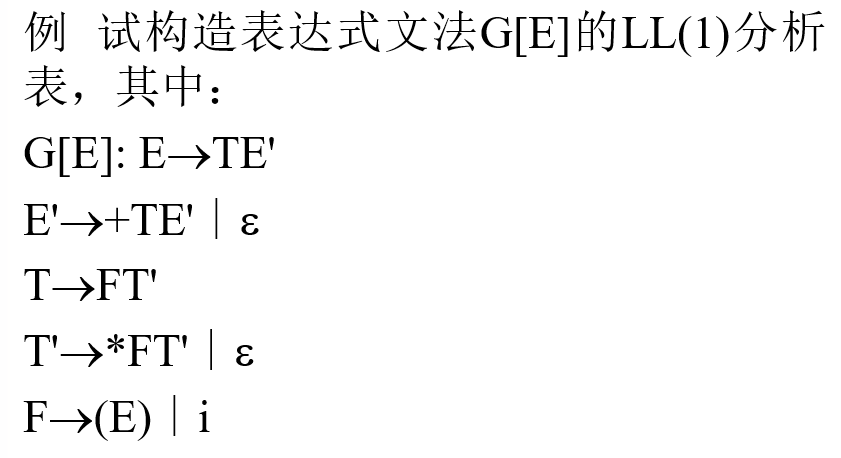 例 试构造表达式文法G[E]的LL(1)分析
表，其中：
G[E]: E→TE'
E'→+TE'｜ε
T→FT'
T'→*FT'｜ε
F→(E)｜i